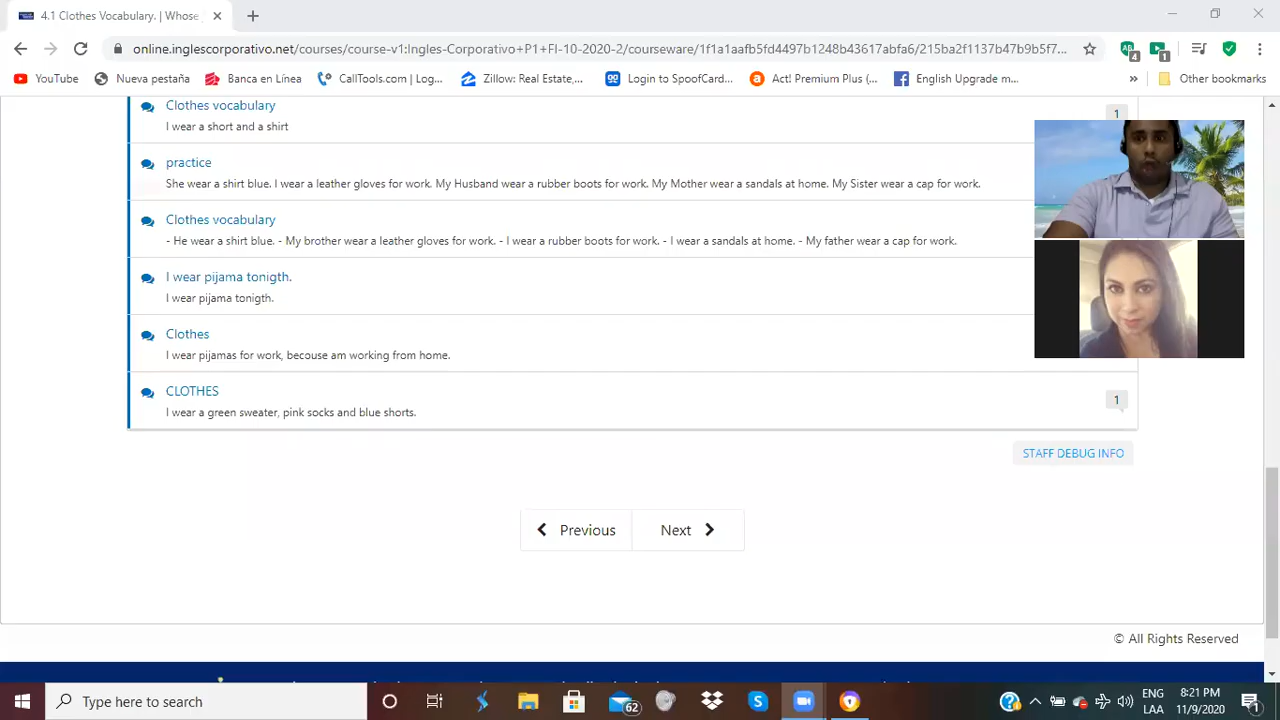 4.1 Clothes Vocabulary. | Whose
online.inglescorporativo.net/courses/course-v1:Ingles-Corporativo+P1+FI-10-2020-2/courseware/1f1a1aafb5fd4497b1248b43617abfa6/215ba2f1137b47b9b5f7...
4
1
YouTube
Nueva pestaña
Banca en Línea
CallTools.com | Log...
Zillow: Real Estate,...
Login to SpoofCard...
Act! Premium Plus (...
English Upgrade m...
»
Other bookmarks
Clothes vocabulary
1
I wear a short and a shirt
practice
She wear a shirt blue. I wear a leather gloves for work. My Husband wear a rubber boots for work. My Mother wear a sandals at home. My Sister wear a cap for work.
Clothes vocabulary
- He wear a shirt blue. - My brother wear a leather gloves for work. - I wear a rubber boots for work. - I wear a sandals at home. - My father wear a cap for work.
I wear pijama tonigth.
I wear pijama tonigth.
Clothes
I wear pijamas for work, becouse am working from home.
CLOTHES
1
I wear a green sweater, pink socks and blue shorts.
STAFF DEBUG INFO
Previous
Next
© All Rights Reserved
Type here to search
62
ENG
LAA
8:21 PM
11/9/2020
1